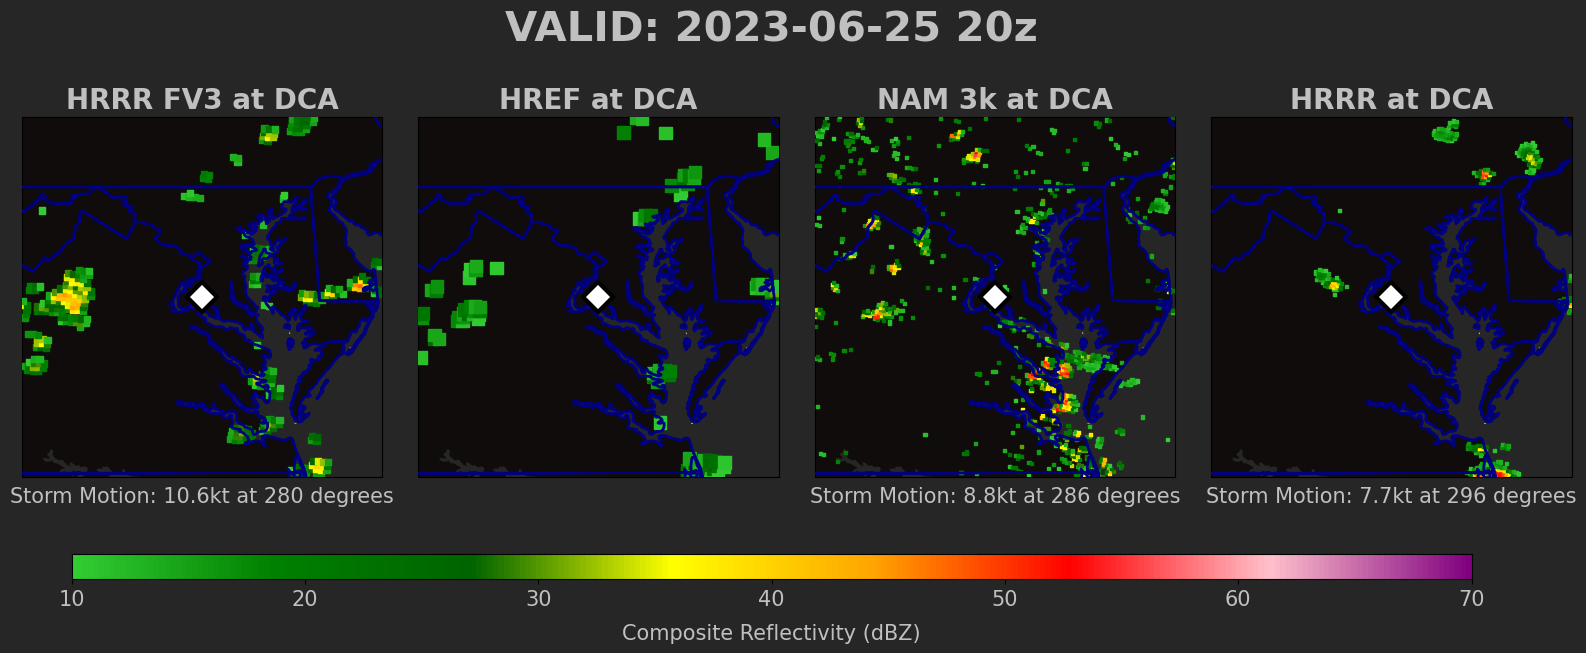 VALID: 2023-06-25 20z
HRRR FV3 at DCA
HREF at DCA
NAM 3k at DCA
HRRR at DCA
Storm Motion: 10.6kt at 280 degrees
Storm Motion: 8.8kt at 286 degrees
Storm Motion: 7.7kt at 296 degrees
10 20 30 40 50 60 70
Composite Reflectivity (dBZ)